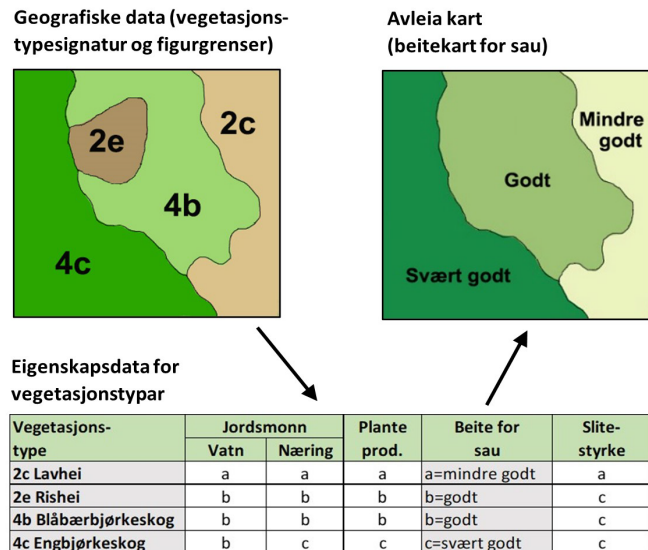 Geografiske data (vegetasjons-
typesignatur og figurgrenser)
2e
2c
4b
4c
Avleia kart
(beitekart for sau)
Mindre
godt
Godt
Svært godt
Eigenskapsdata for
vegetasjonstypar
Vegetasjons-
type Jordsmonn Plante
prod. Beite for
sau Slite-
styrke
Vatn Næring
2c Lavhei a a a a=mindre godt a
2e Rishei b b b b=godt c
4b Blåbærbjørkeskog b b b b=godt c
4c Engbjørkeskog b c c c=svært godt c